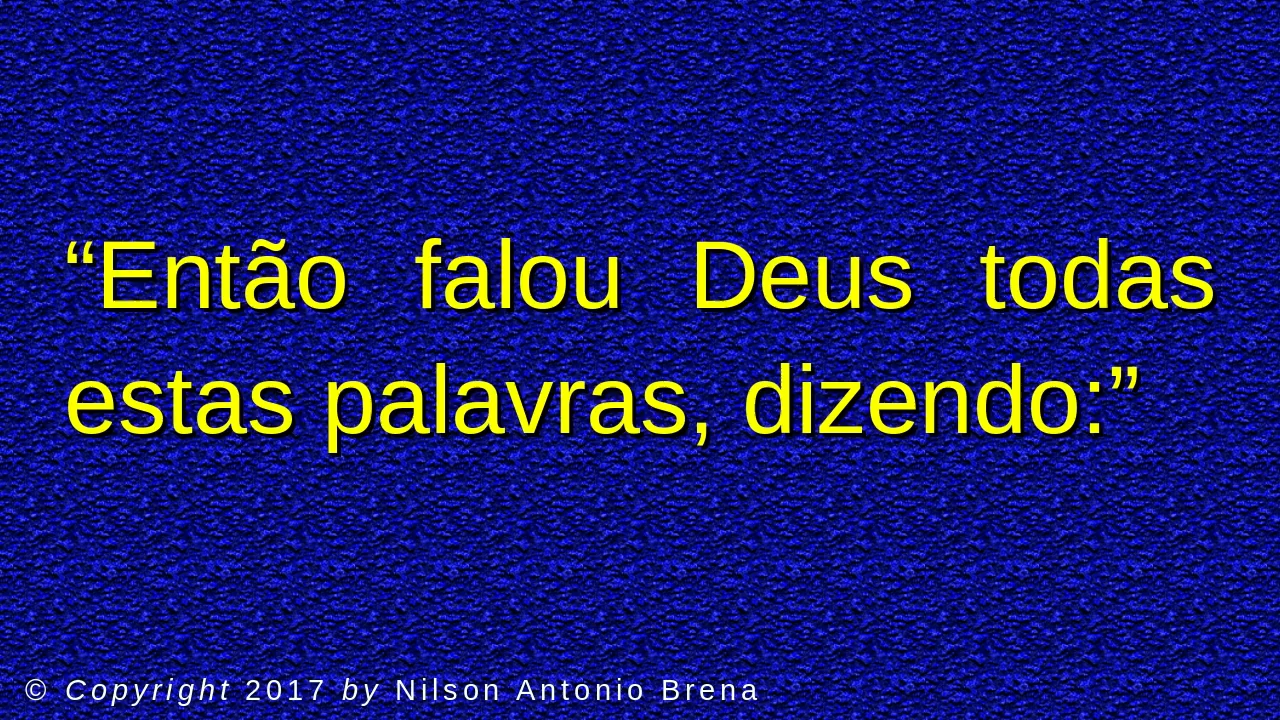 “Então falou Deus todas
estas palavras, dizendo:”
© Copyright 2017 by Nilson Antonio Brena